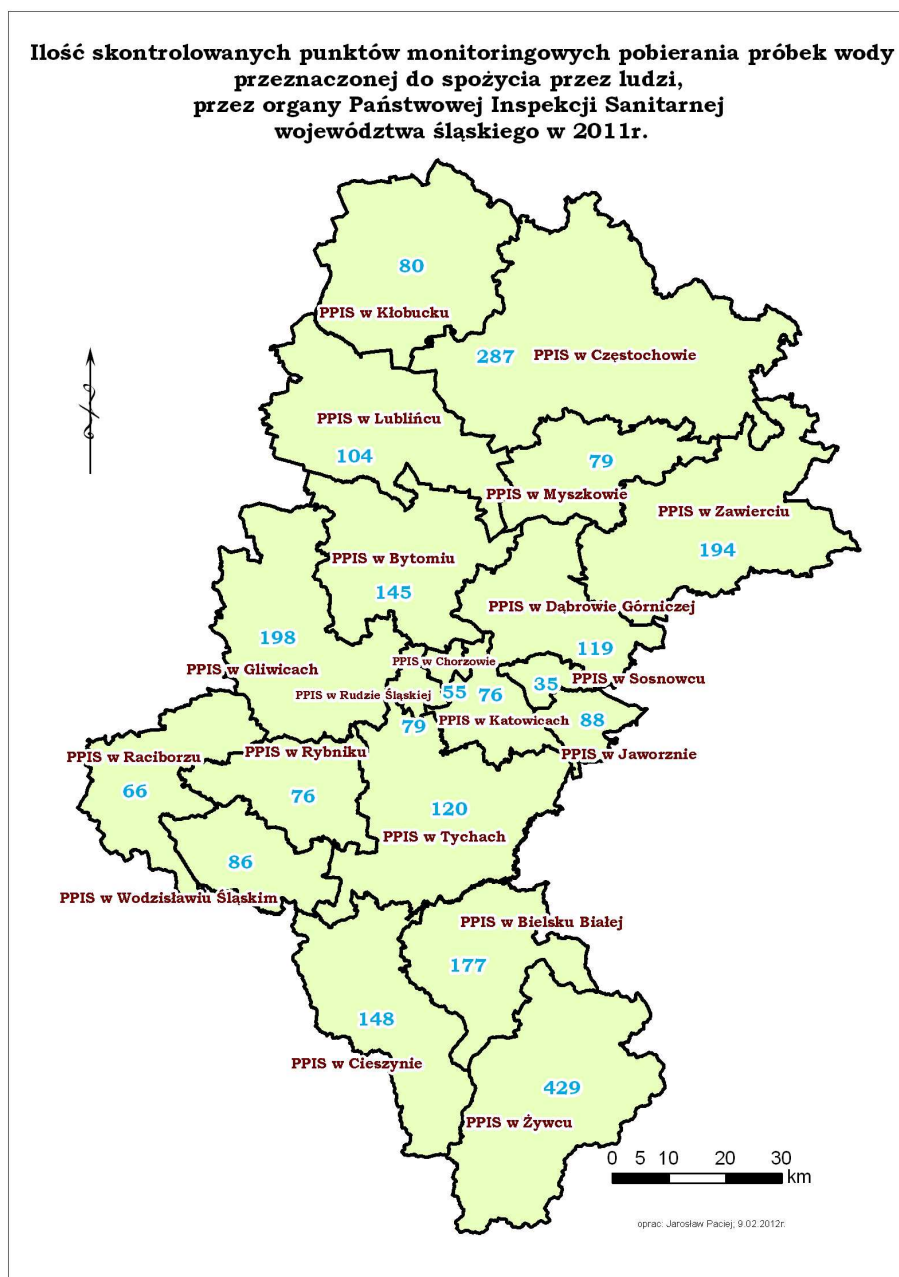 Ilość skontrolowanych punktów monitoringowych pobierania próbek wody
przeznaczonej do spożycia przez ludzi,
przez organy Państwowej Inspekcji Sanitarnej
województwa śląskiego w 2011r.
80
PPIS w Kłobucku
287
PPIS w Częstochowie
PPIS w Lublińcu
104
79
PPIS w Myszkowie
PPIS w Zawierciu
194
PPIS w Bytomiu
145
PPIS w Dąbrowie Górniczej
119
198
PPIS w Gliwicach
PPIS w Chorzowie
55
PPIS w Rudzie Śląskiej
79
76
PPIS w Katowicach
35
PPIS w Sosnowcu
88
PPIS w Jaworznie
PPIS w Raciborzu
66
PPIS w Rybniku
76
120
PPIS w Tychach
86
PPIS w Wodzisławiu Śląskim
PPIS w Bielsku Białej
177
148
PPIS w Cieszynie
429
PPIS w Żywcu
0 5 10 20 30
km
oprac: Jarosław Paciej; 9.02.2012r.